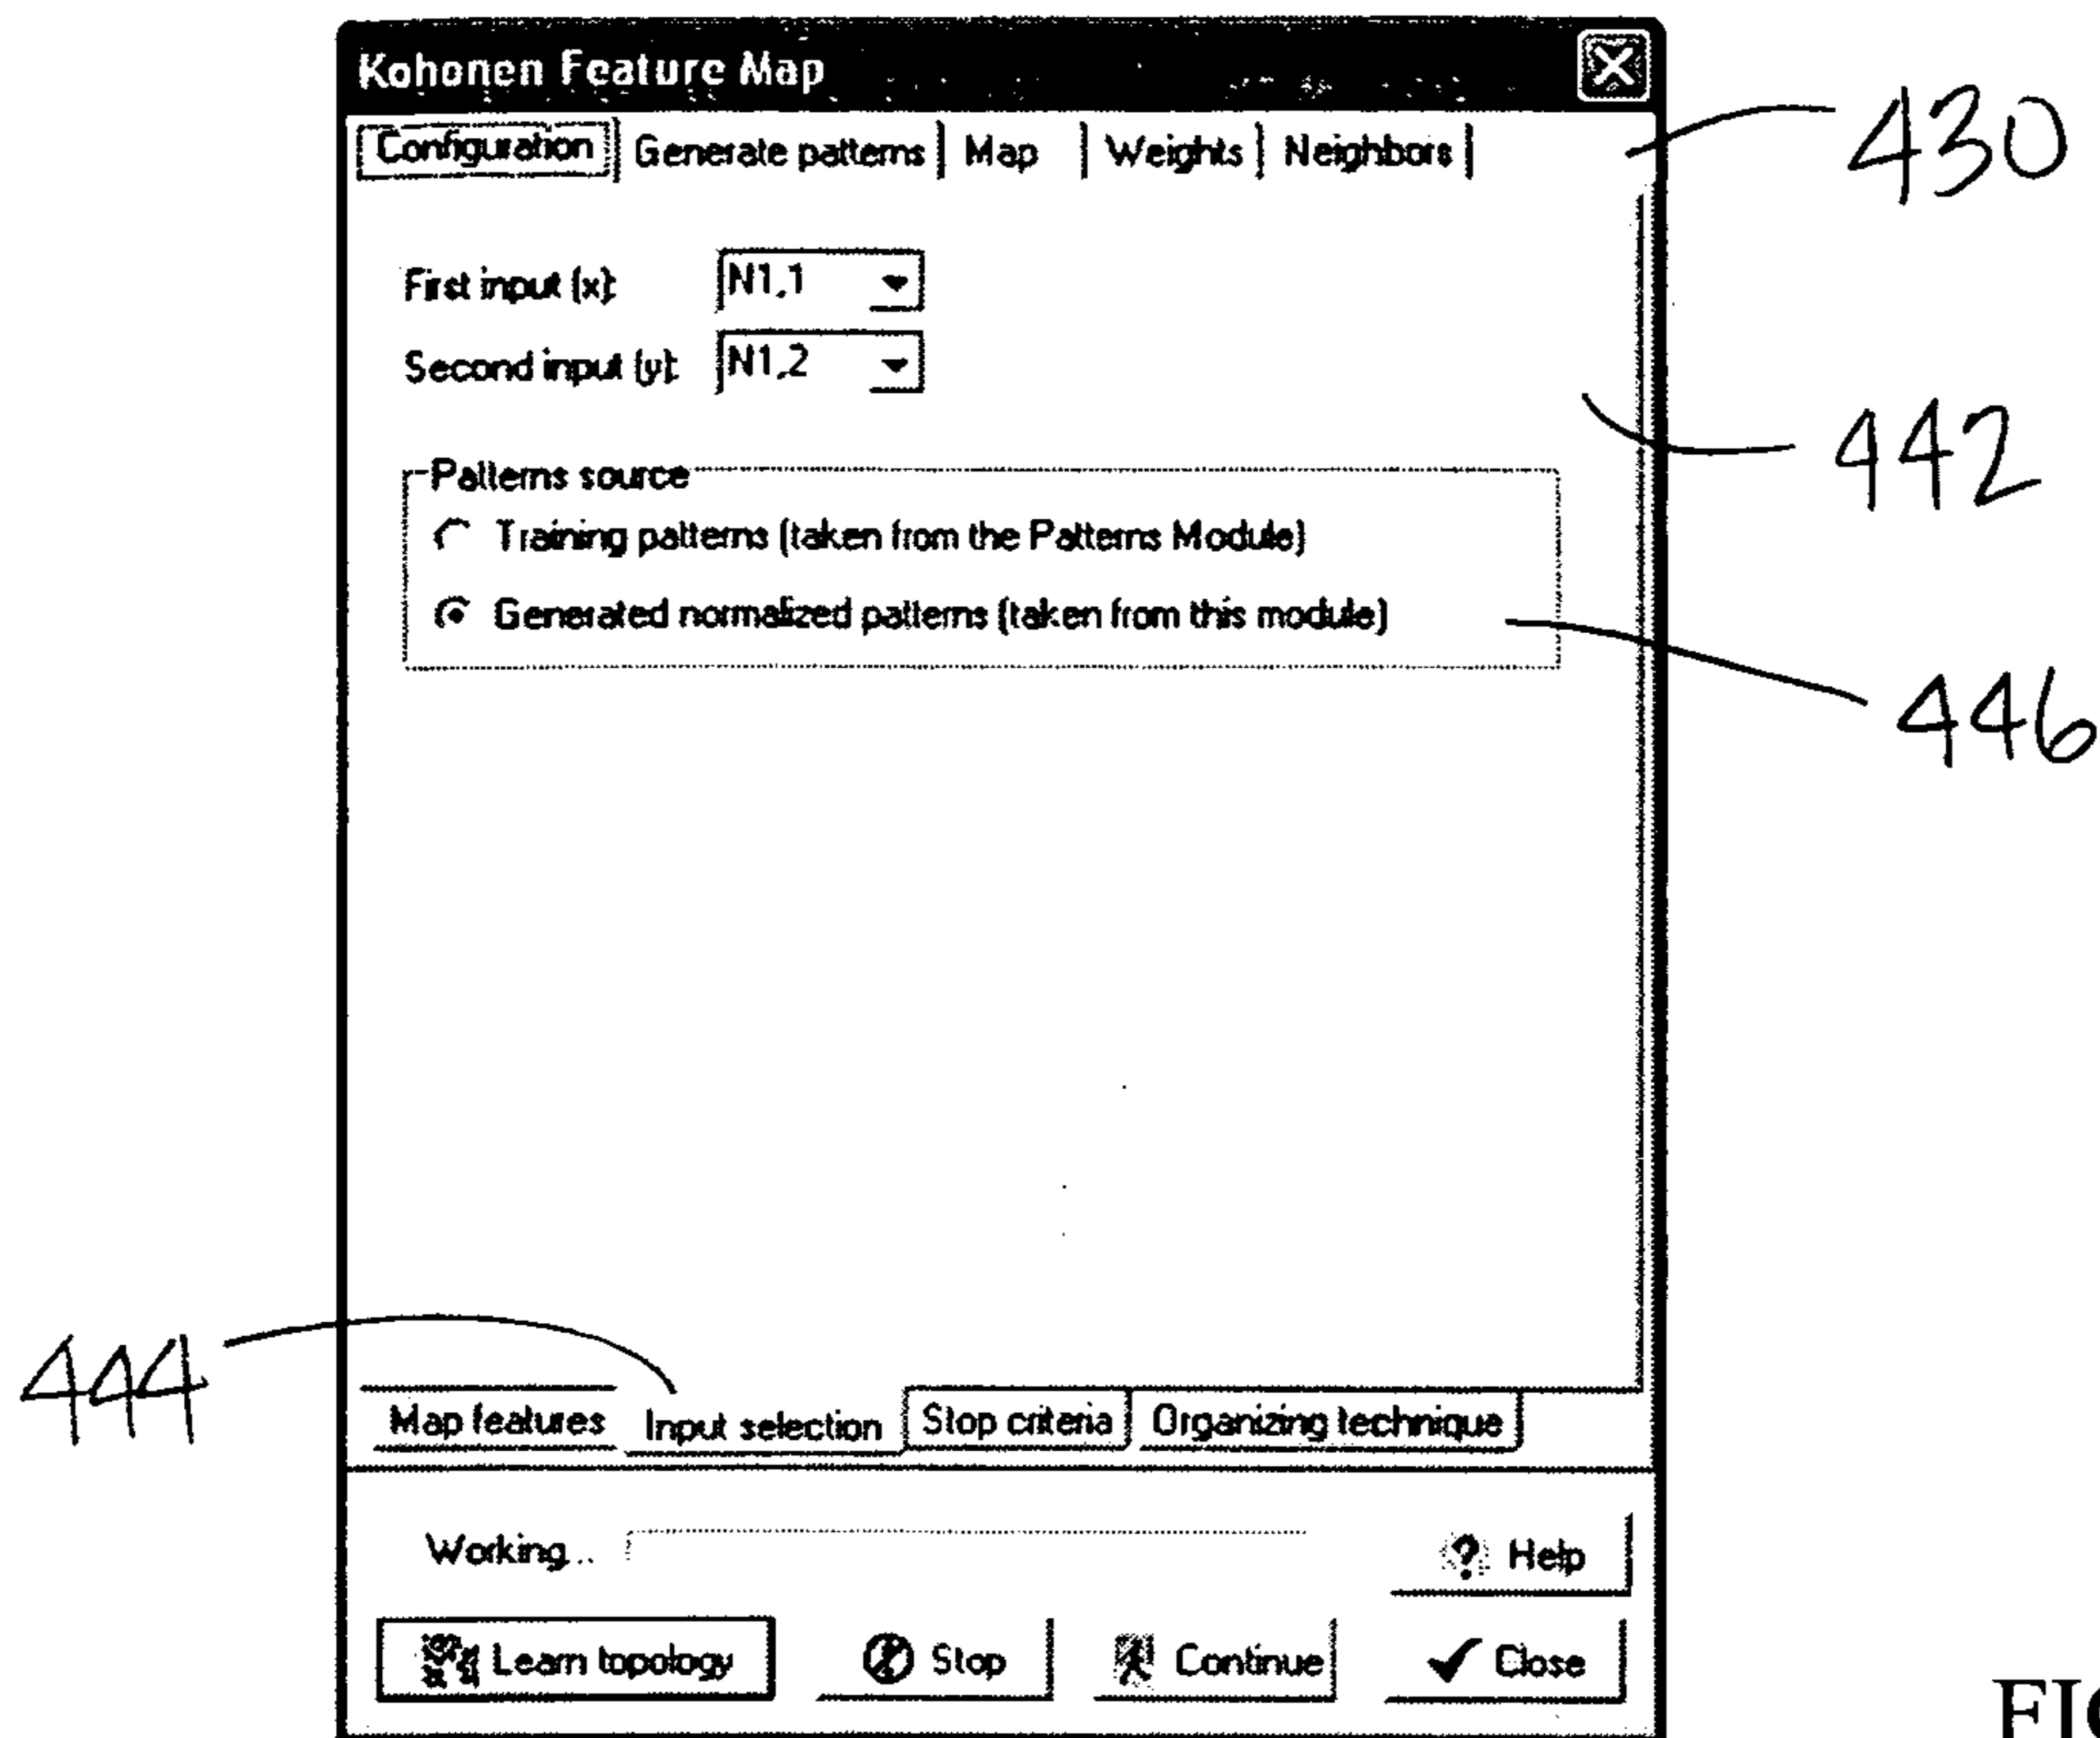 Kohonen Feature Map
Configuration Generate patterns Map Weights Neighbors
430
First input (x):
N1,1
Second input (y):
N1,2
442
Patterns source
Training patterns (taken from the Patterns Module)
Generated normalized patterns (taken from this module)
446
444
Map features Input selection Stop criteria Organizing technique
Working...
? Help
Learn topology Stop Continue Close